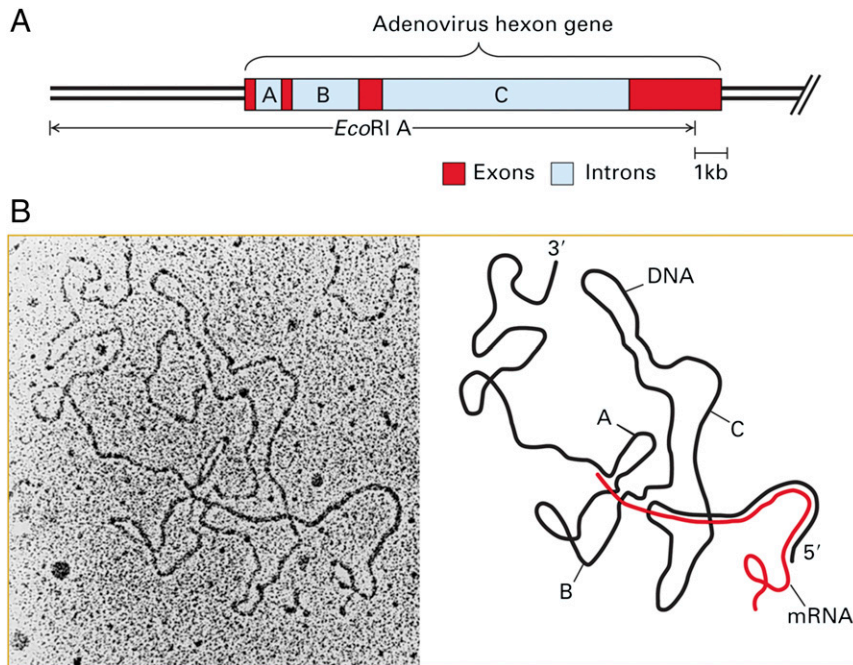 A
Adenovirus hexon gene
A B C
EcoRI A
Exons Introns 1kb
B
3′
DNA
A
C
B
5′
mRNA